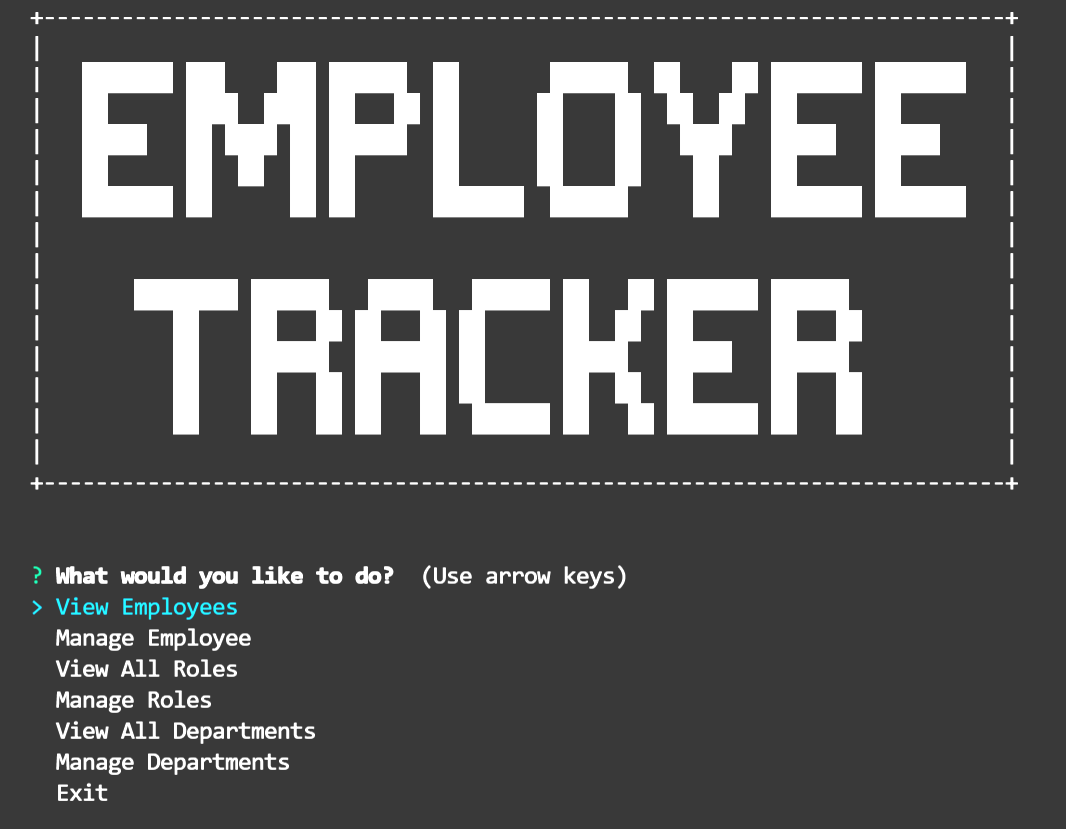 EMPLOYEE
TRACKER
? What would you like to do? (Use arrow keys)
> View Employees
Manage Employee
View All Roles
Manage Roles
View All Departments
Manage Departments
Exit